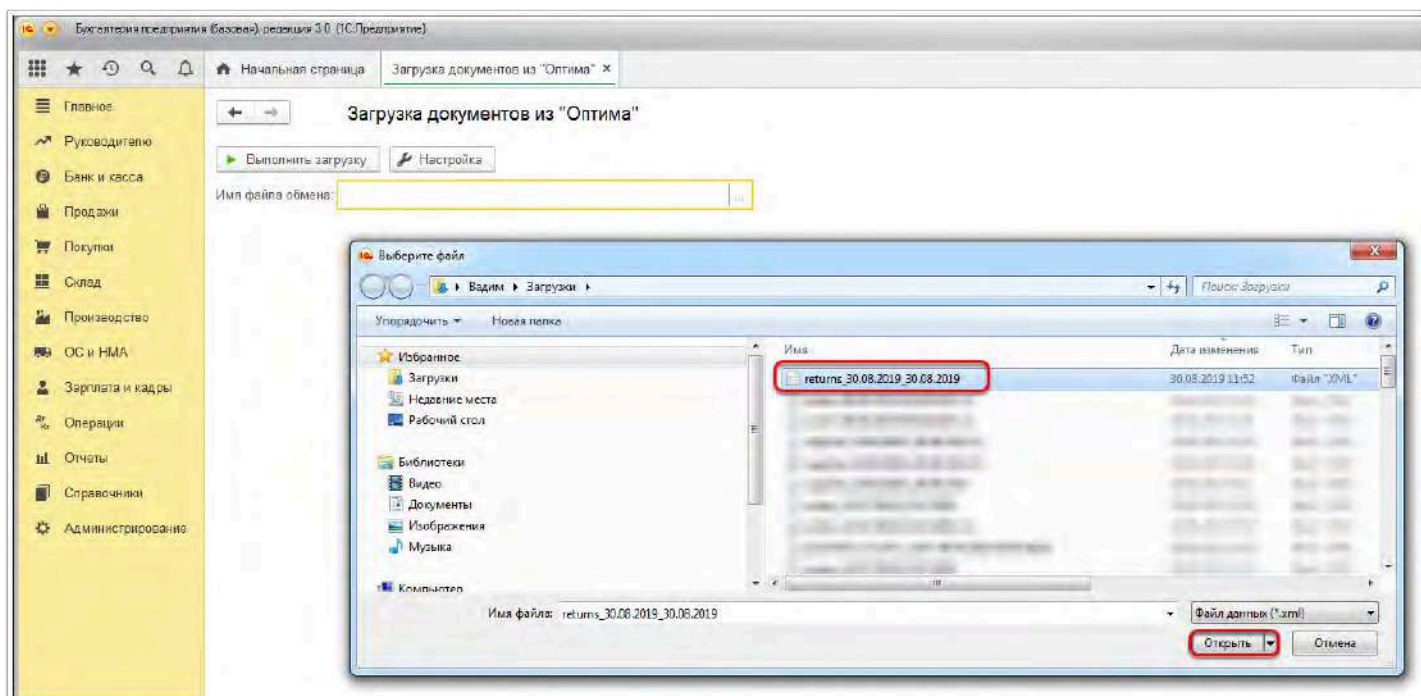 Бухгалтерия предприятия (базовая), редакция 3.0 (1С:Предприятие)
Начальная страница
Загрузка документов из "Оптима" ×
Главное
Руководителю
Банк и касса
Продажи
Покупки
Склад
Производство
ОС и НМА
Зарплата и кадры
Операции
Отчеты
Справочники
Администрирование
Загрузка документов из "Оптима"
Выполнить загрузку
Настройка
Имя файла обмена:
Выберите файл
Вадим
Загрузки
Поиск: Загрузки
Упорядочить
Новая папка
Избранное
Загрузки
Недавние места
Рабочий стол
Библиотеки
Видео
Документы
Изображения
Музыка
Компьютер
Имя
Дата изменения
Тип
returns_30.08.2019_30.08.2019
30.08.2019 11:52
Файл "XML"
Имя файла: returns_30.08.2019_30.08.2019
Файл данных (*.xml)
Открыть
Отмена